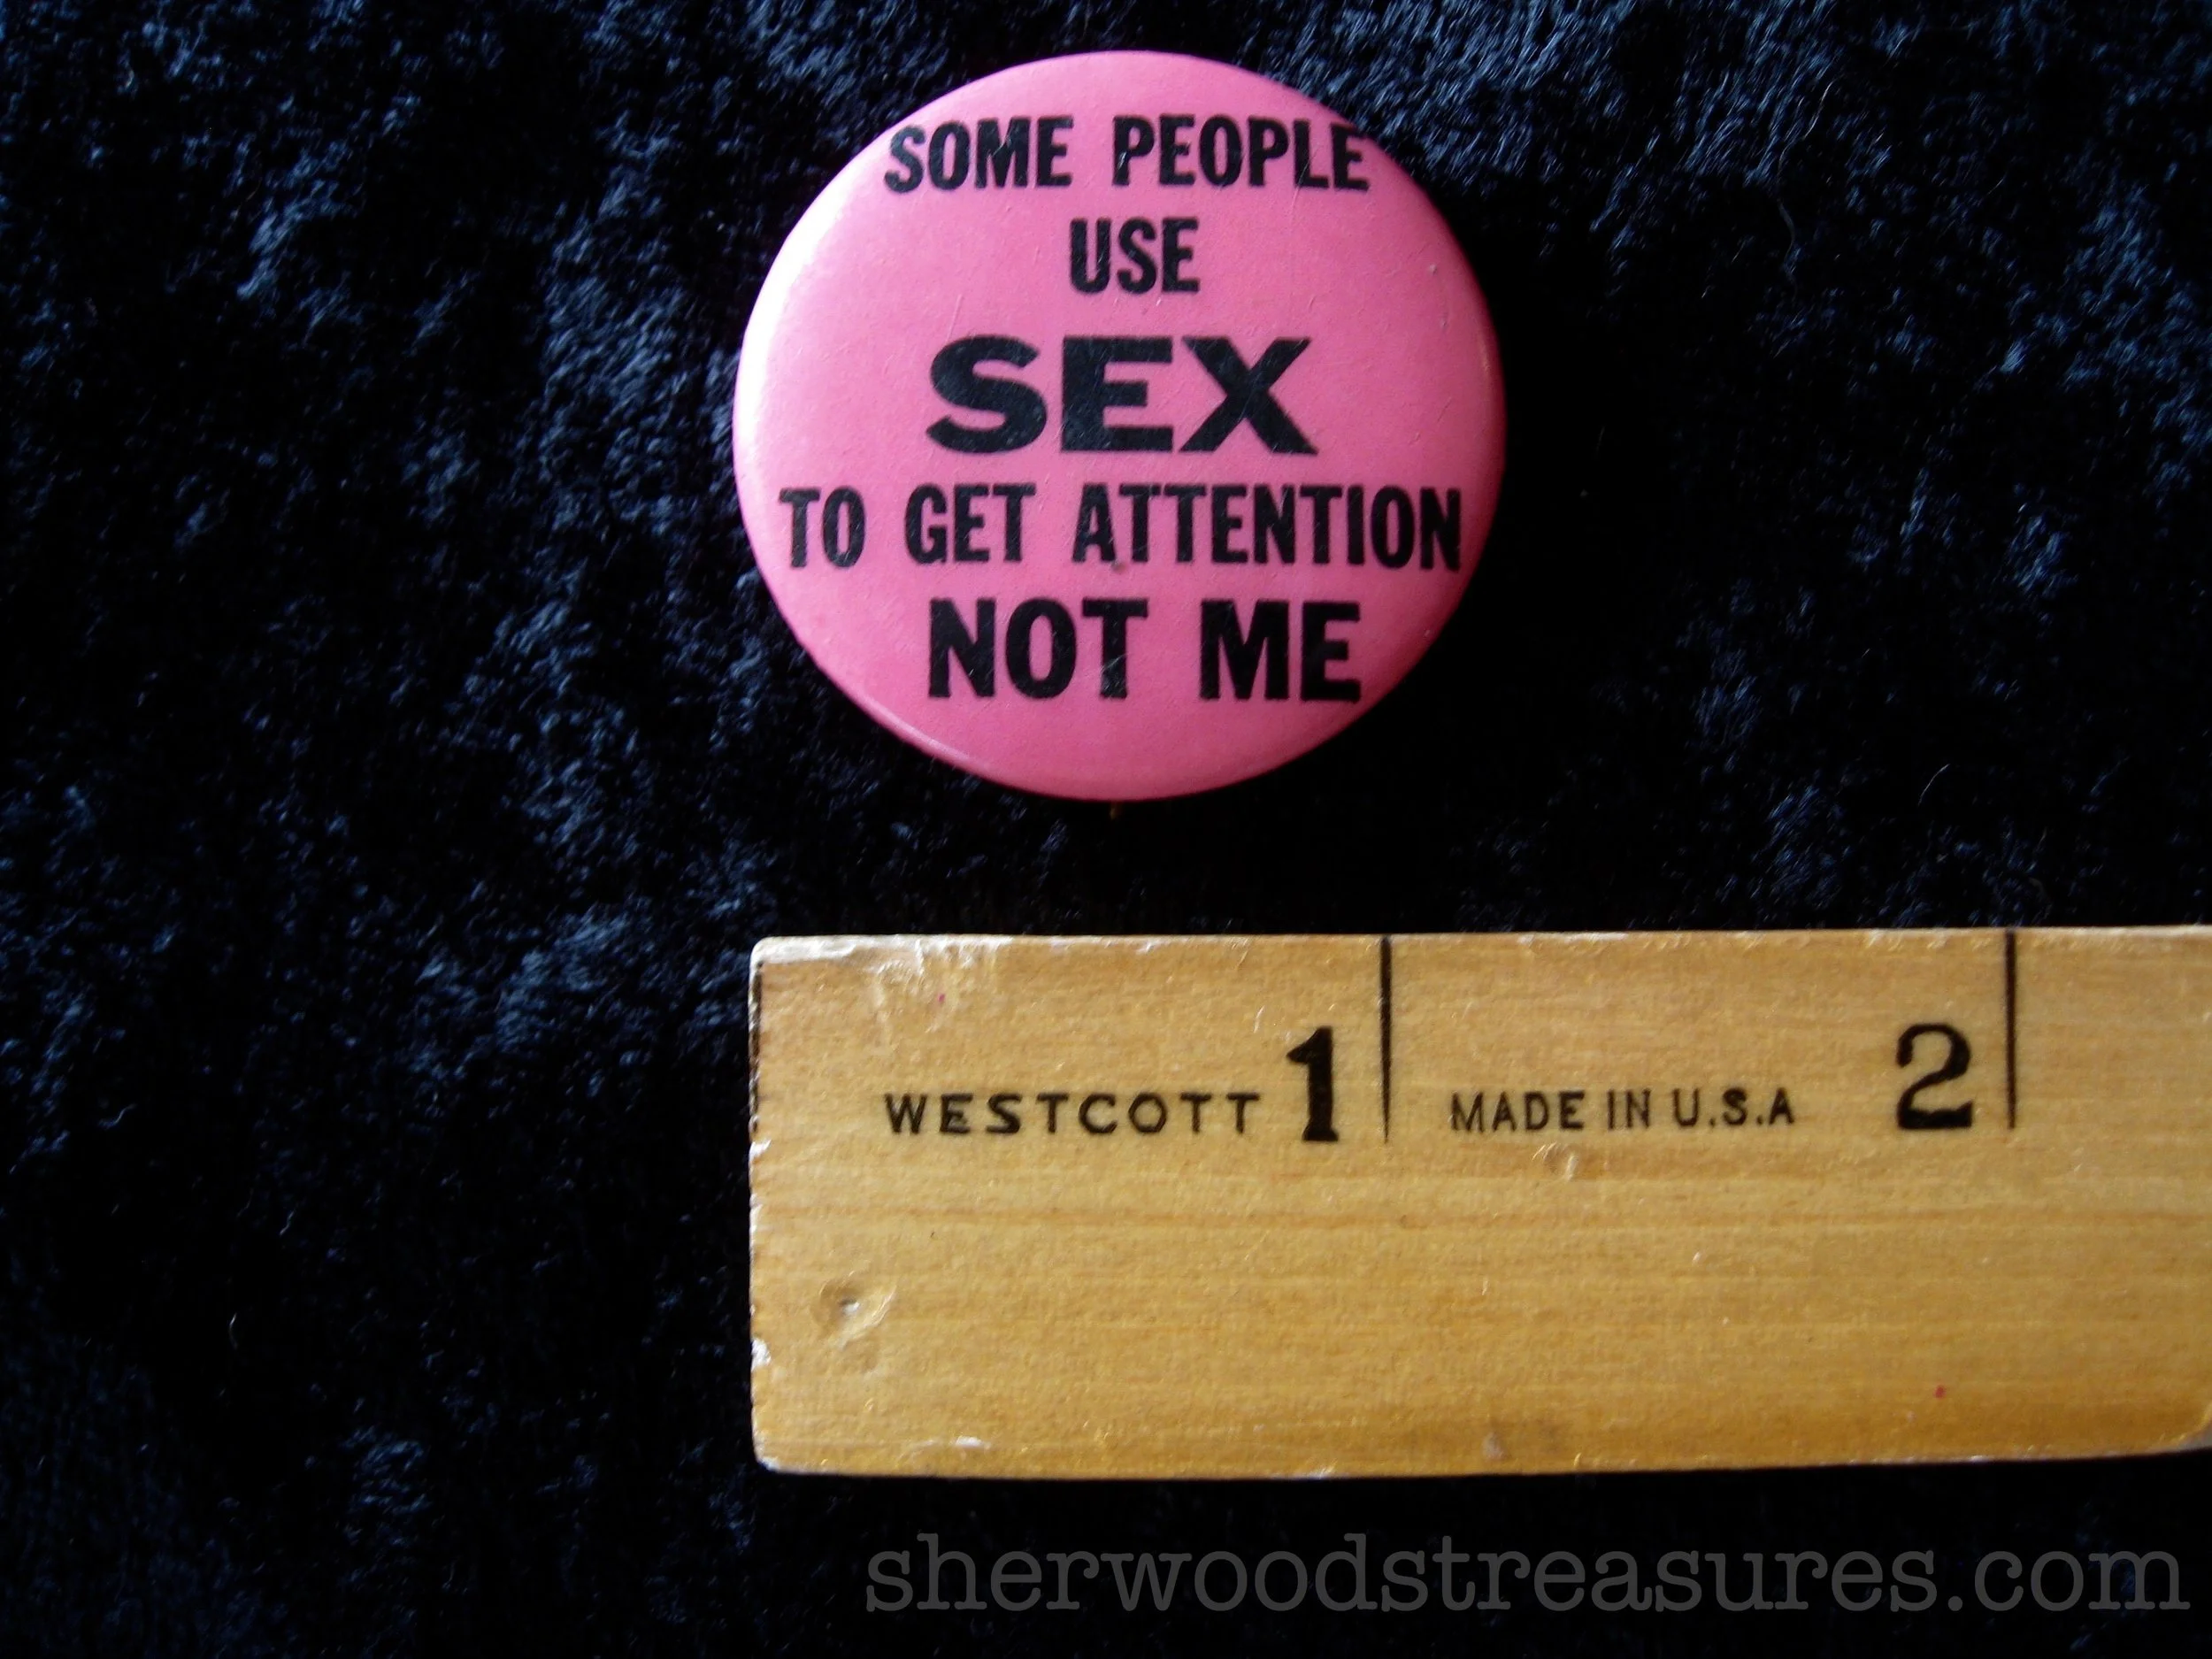 SOME PEOPLE
USE
SEX
TO GET ATTENTION
NOT ME
WESTCOTT 1 MADE IN U.S.A 2
sherwoodstreasures.com